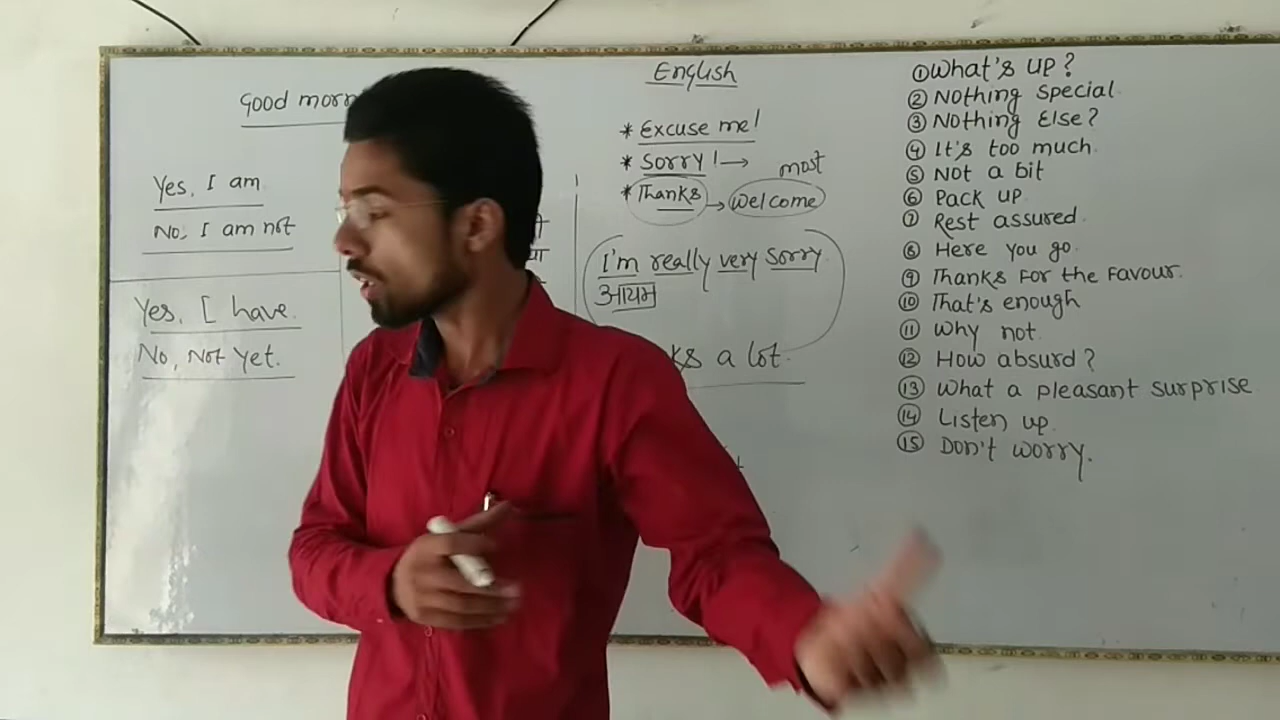 Good morn
Yes, I am
No, I am not
Yes, I have.
No, Not yet.
English
* Excuse me!
* Sorry! →
most
* Thanks → Welcome
I'm really very sorry
आयम
ks a lot.
① What's up?
② Nothing special
③ Nothing Else?
④ It's too much.
⑤ Not a bit
⑥ Pack up
⑦ Rest assured.
⑧ Here you go.
⑨ Thanks for the favour.
⑩ That's enough
⑪ Why not.
⑫ How absurd?
⑬ What a pleasant surprise
⑭ Listen up.
⑮ Don't worry.